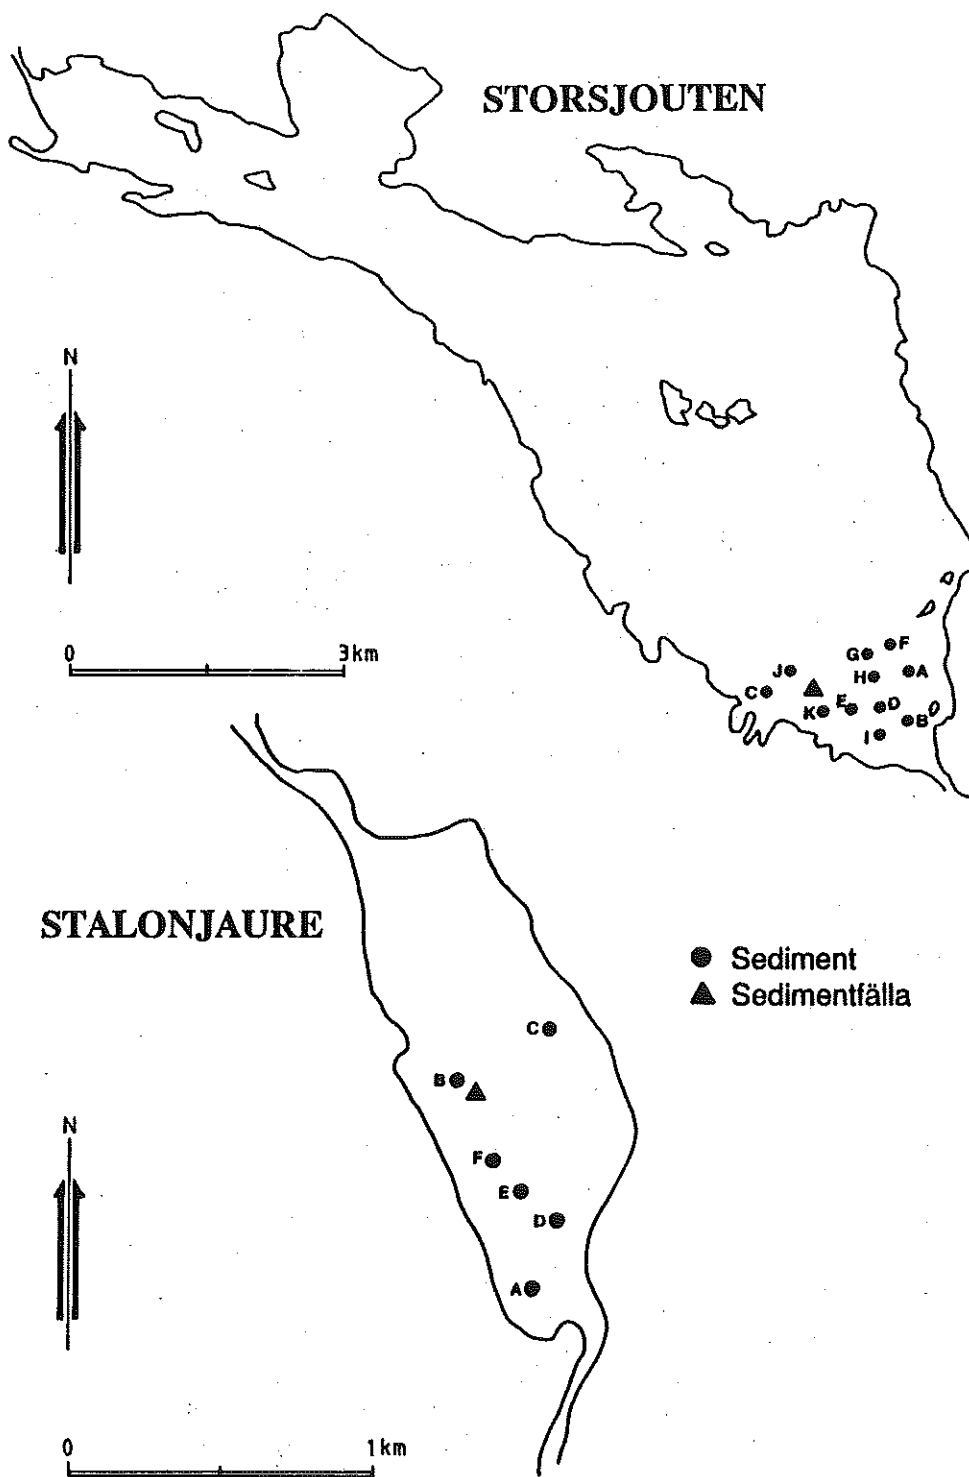 STORSJOUTEN
N
0 3km
F
G
A
H
J
C
K
E
D
B
I
STALONJAURE
Sediment
Sedimentfälla
C
B
F
E
D
A
N
0 1km